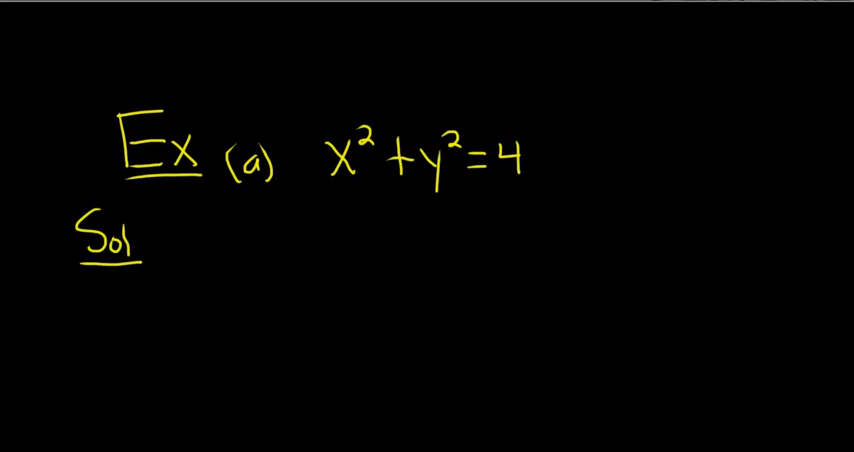 Ex (a) x² + y² = 4
Sol